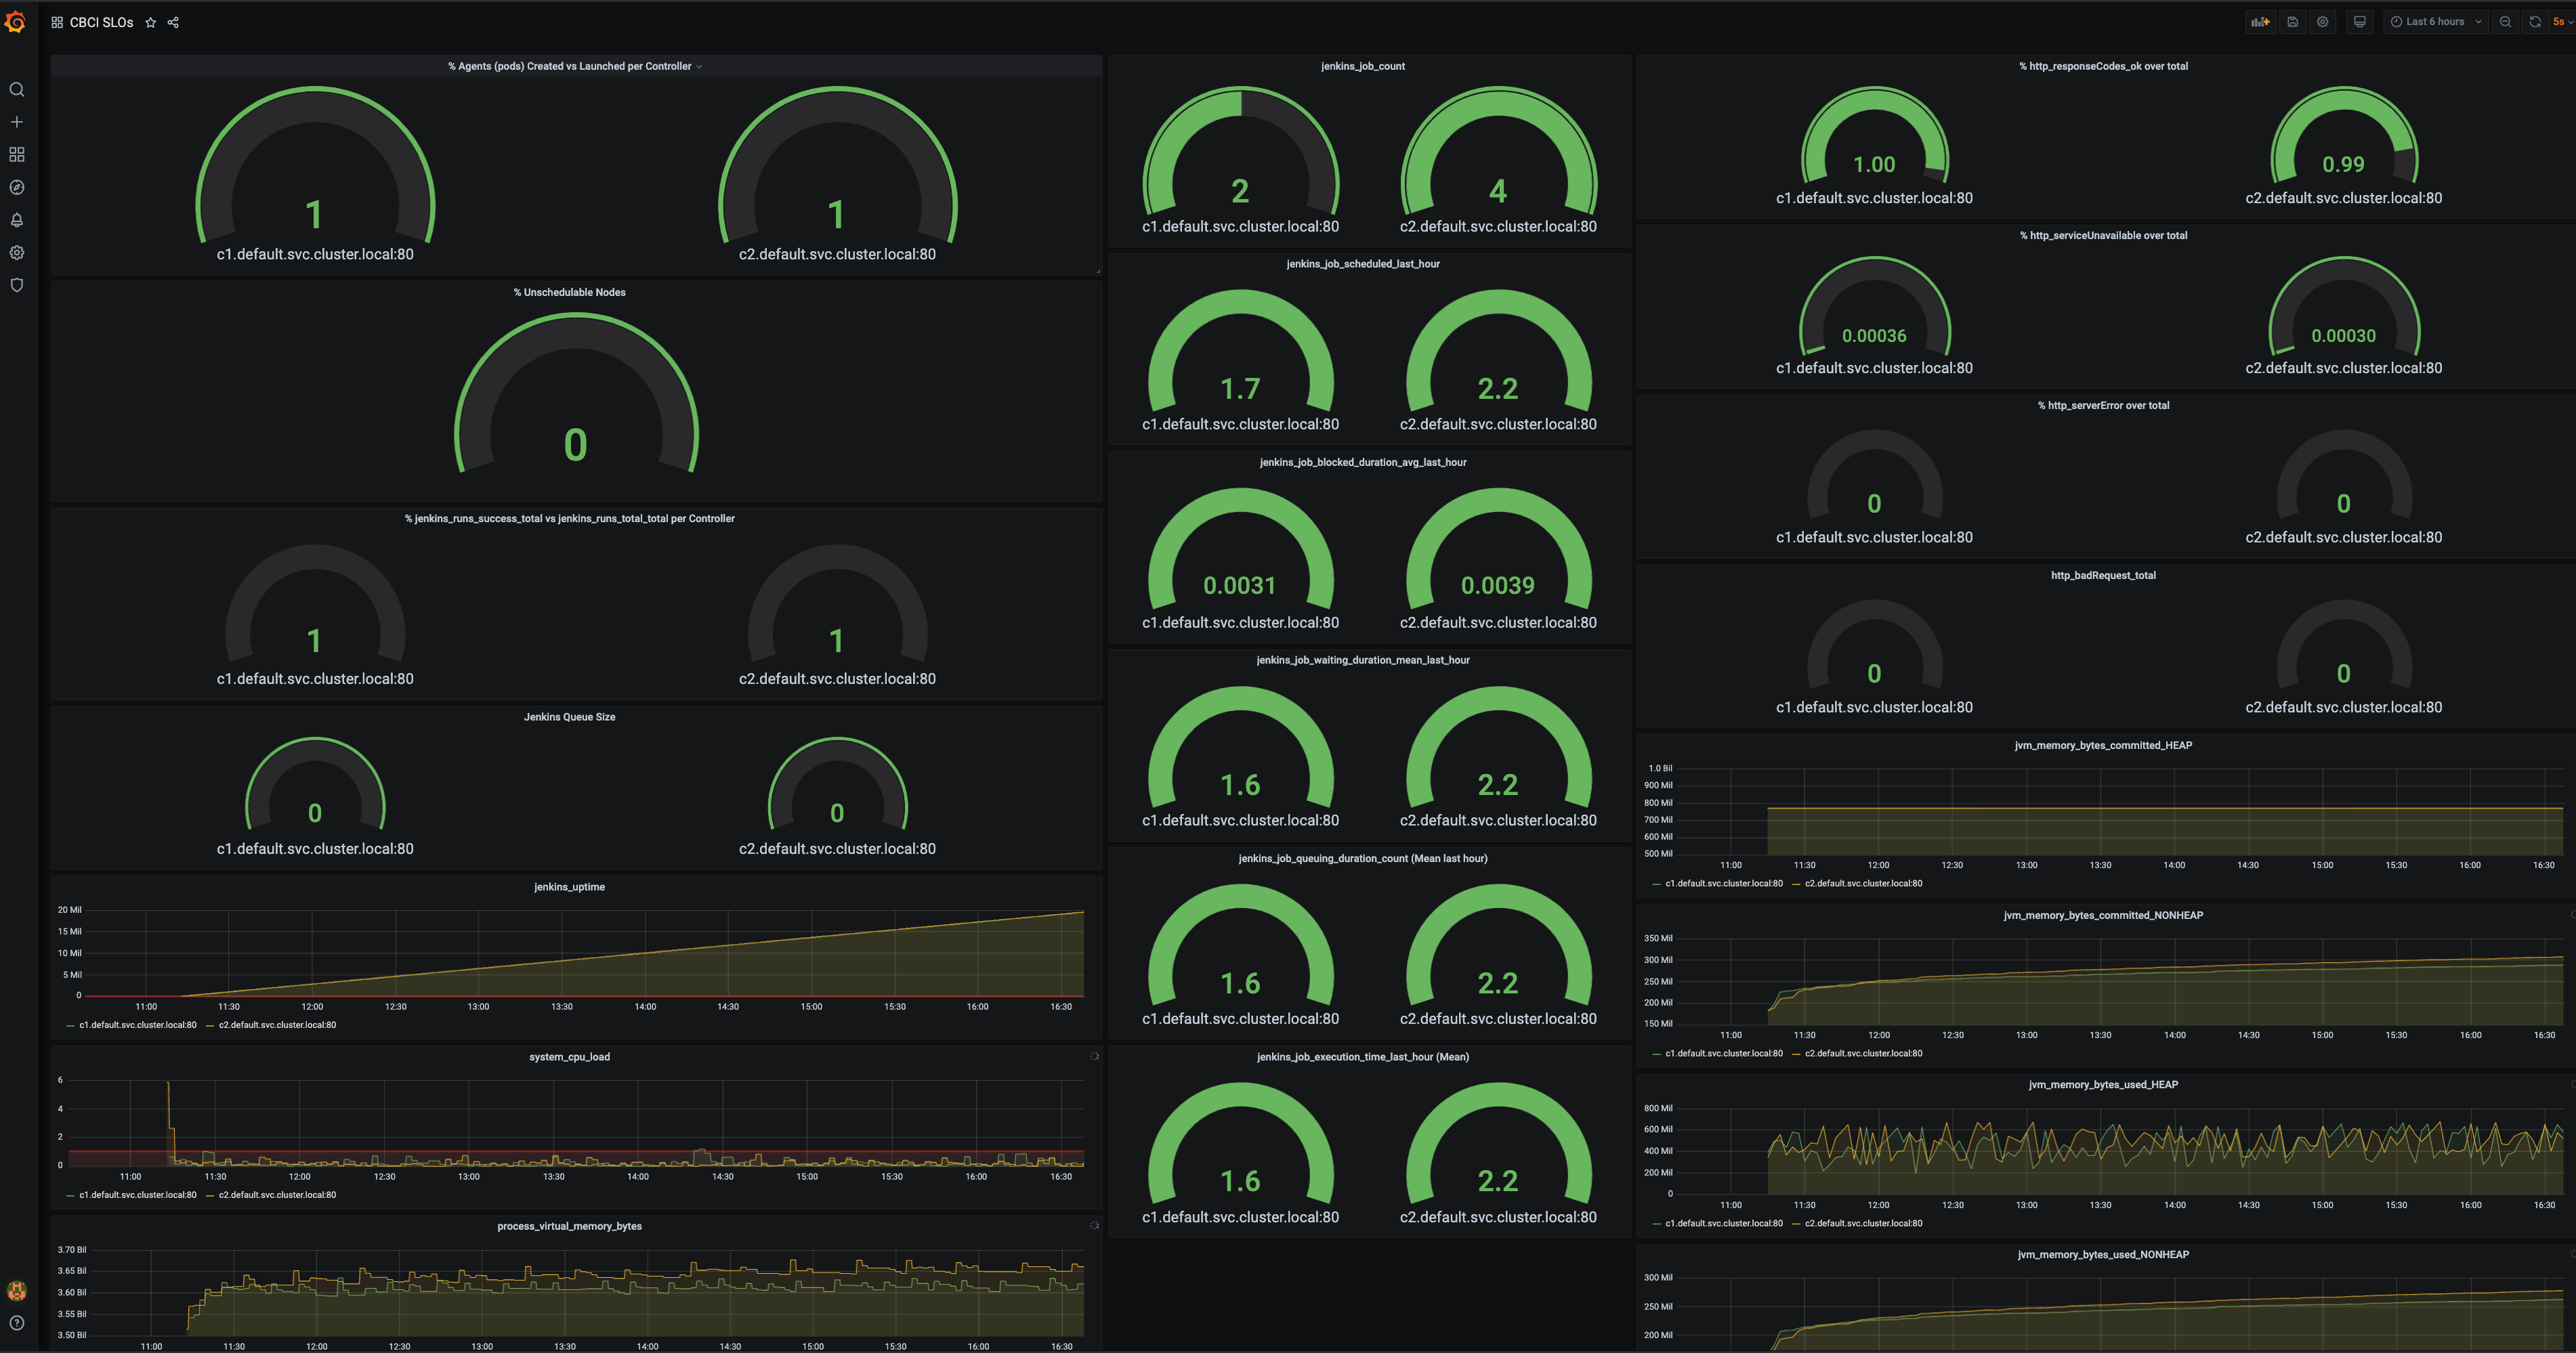 CBCI SLOs
Last 6 hours
5s
% Agents (pods) Created vs Launched per Controller
1
1
c1.default.svc.cluster.local:80
c2.default.svc.cluster.local:80
% Unschedulable Nodes
0
% jenkins_runs_success_total vs jenkins_runs_total_total per Controller
1
1
c1.default.svc.cluster.local:80
c2.default.svc.cluster.local:80
Jenkins Queue Size
0
0
c1.default.svc.cluster.local:80
c2.default.svc.cluster.local:80
jenkins_uptime
20 Mil
15 Mil
10 Mil
5 Mil
0
11:00 11:30 12:00 12:30 13:00 13:30 14:00 14:30 15:00 15:30 16:00 16:30
c1.default.svc.cluster.local:80 c2.default.svc.cluster.local:80
system_cpu_load
6
4
2
0
11:00 11:30 12:00 12:30 13:00 13:30 14:00 14:30 15:00 15:30 16:00 16:30
c1.default.svc.cluster.local:80 c2.default.svc.cluster.local:80
process_virtual_memory_bytes
3.70 Bil
3.65 Bil
3.60 Bil
3.55 Bil
3.50 Bil
11:00 11:30 12:00 12:30 13:00 13:30 14:00 14:30 15:00 15:30 16:00 16:30
jenkins_job_count
2
4
c1.default.svc.cluster.local:80
c2.default.svc.cluster.local:80
jenkins_job_scheduled_last_hour
1.7
2.2
c1.default.svc.cluster.local:80
c2.default.svc.cluster.local:80
jenkins_job_blocked_duration_avg_last_hour
0.0031
0.0039
c1.default.svc.cluster.local:80
c2.default.svc.cluster.local:80
jenkins_job_waiting_duration_mean_last_hour
1.6
2.2
c1.default.svc.cluster.local:80
c2.default.svc.cluster.local:80
jenkins_job_queuing_duration_count (Mean last hour)
1.6
2.2
c1.default.svc.cluster.local:80
c2.default.svc.cluster.local:80
jenkins_job_execution_time_last_hour (Mean)
1.6
2.2
c1.default.svc.cluster.local:80
c2.default.svc.cluster.local:80
% http_responseCodes_ok over total
1.00
0.99
c1.default.svc.cluster.local:80
c2.default.svc.cluster.local:80
% http_serviceUnavailable over total
0.00036
0.00030
c1.default.svc.cluster.local:80
c2.default.svc.cluster.local:80
% http_serverError over total
0
0
c1.default.svc.cluster.local:80
c2.default.svc.cluster.local:80
http_badRequest_total
0
0
c1.default.svc.cluster.local:80
c2.default.svc.cluster.local:80
jvm_memory_bytes_committed_HEAP
1.0 Bil
900 Mil
800 Mil
700 Mil
600 Mil
500 Mil
11:00 11:30 12:00 12:30 13:00 13:30 14:00 14:30 15:00 15:30 16:00 16:30
c1.default.svc.cluster.local:80 c2.default.svc.cluster.local:80
jvm_memory_bytes_committed_NONHEAP
350 Mil
300 Mil
250 Mil
200 Mil
150 Mil
11:00 11:30 12:00 12:30 13:00 13:30 14:00 14:30 15:00 15:30 16:00 16:30
c1.default.svc.cluster.local:80 c2.default.svc.cluster.local:80
jvm_memory_bytes_used_HEAP
800 Mil
600 Mil
400 Mil
200 Mil
0
11:00 11:30 12:00 12:30 13:00 13:30 14:00 14:30 15:00 15:30 16:00 16:30
c1.default.svc.cluster.local:80 c2.default.svc.cluster.local:80
jvm_memory_bytes_used_NONHEAP
300 Mil
250 Mil
200 Mil